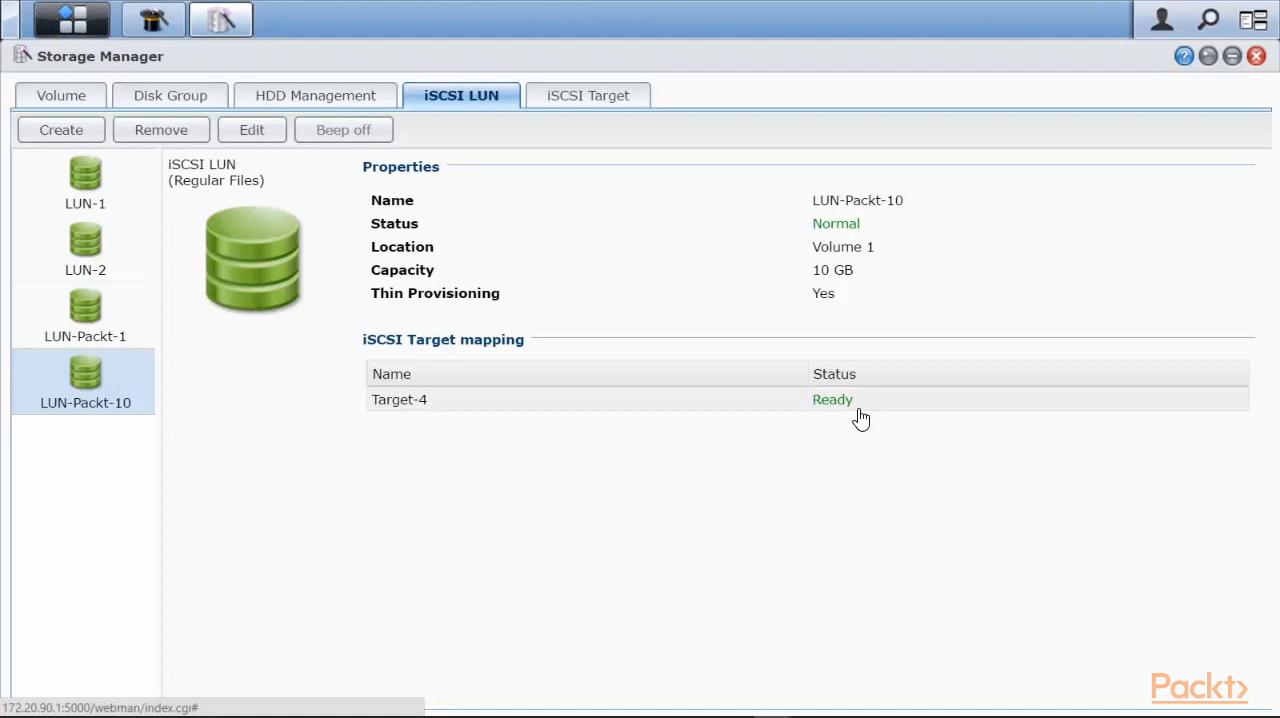 Storage Manager
Volume
Disk Group
HDD Management
iSCSI LUN
iSCSI Target
Create
Remove
Edit
Beep off
LUN-1
LUN-2
LUN-Packt-1
LUN-Packt-10
iSCSI LUN
(Regular Files)
Properties
Name LUN-Packt-10
Status Normal
Location Volume 1
Capacity 10 GB
Thin Provisioning Yes
iSCSI Target mapping
Name Status
Target-4 Ready
172.20.90.1:5000/webman/index.cgi#
Packt>